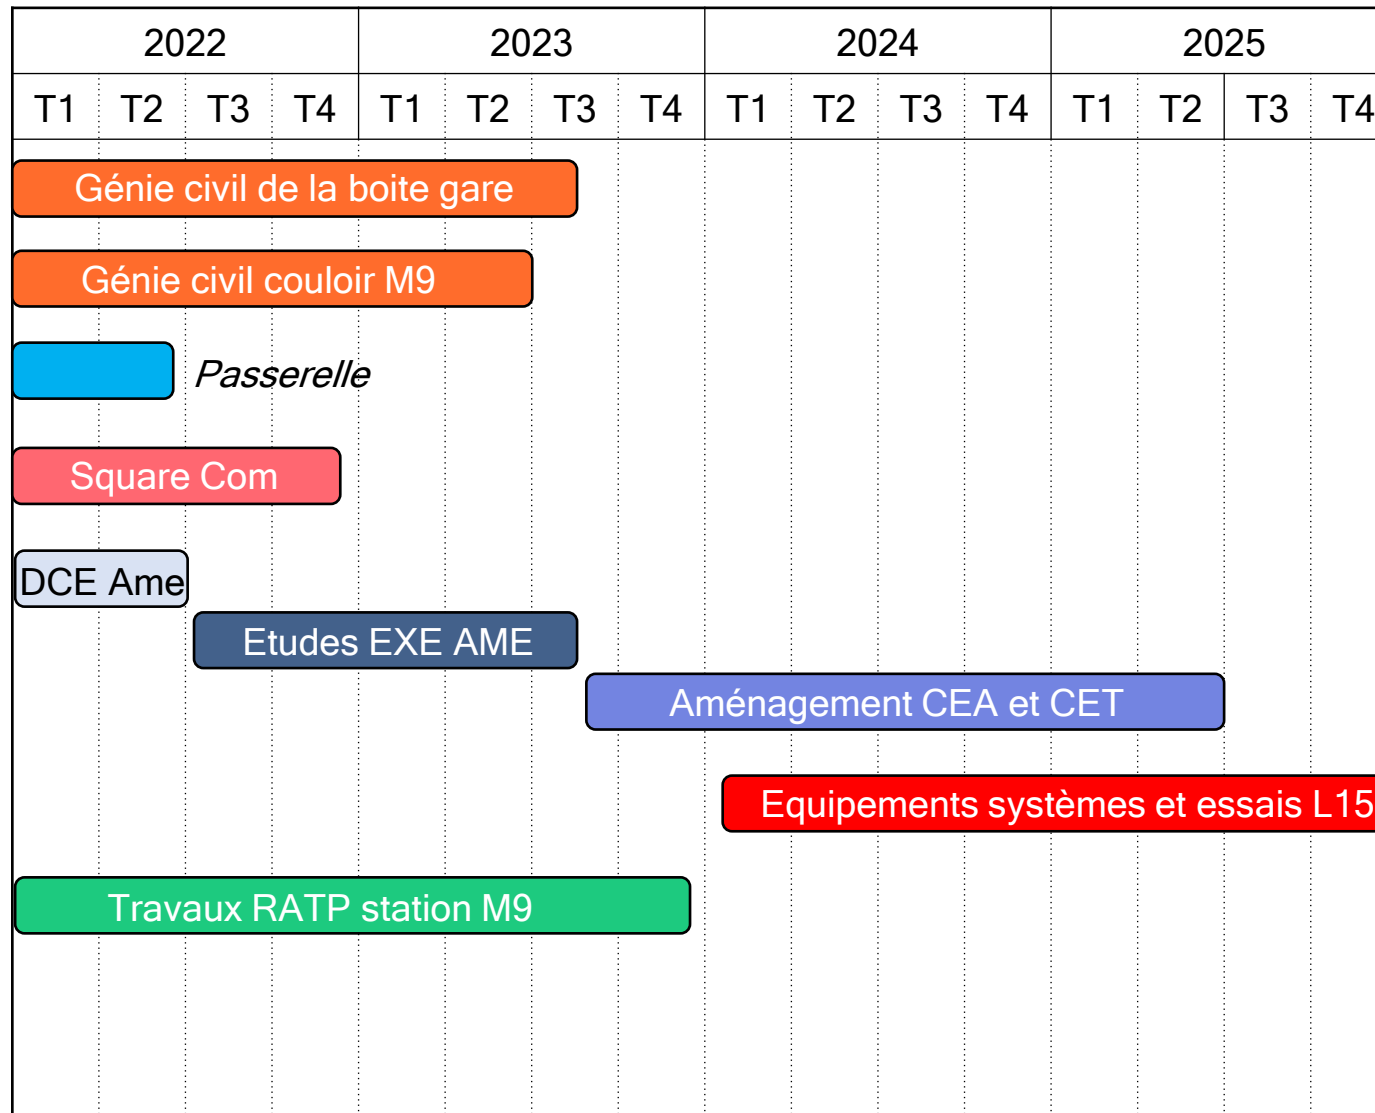 2022 2023 2024 2025
T1 T2 T3 T4 T1 T2 T3 T4 T1 T2 T3 T4 T1 T2 T3 T4
Génie civil de la boite gare
Génie civil couloir M9
Passerelle
Square Com
DCE Ame
Etudes EXE AME
Aménagement CEA et CET
Equipements systèmes et essais L15
Travaux RATP station M9